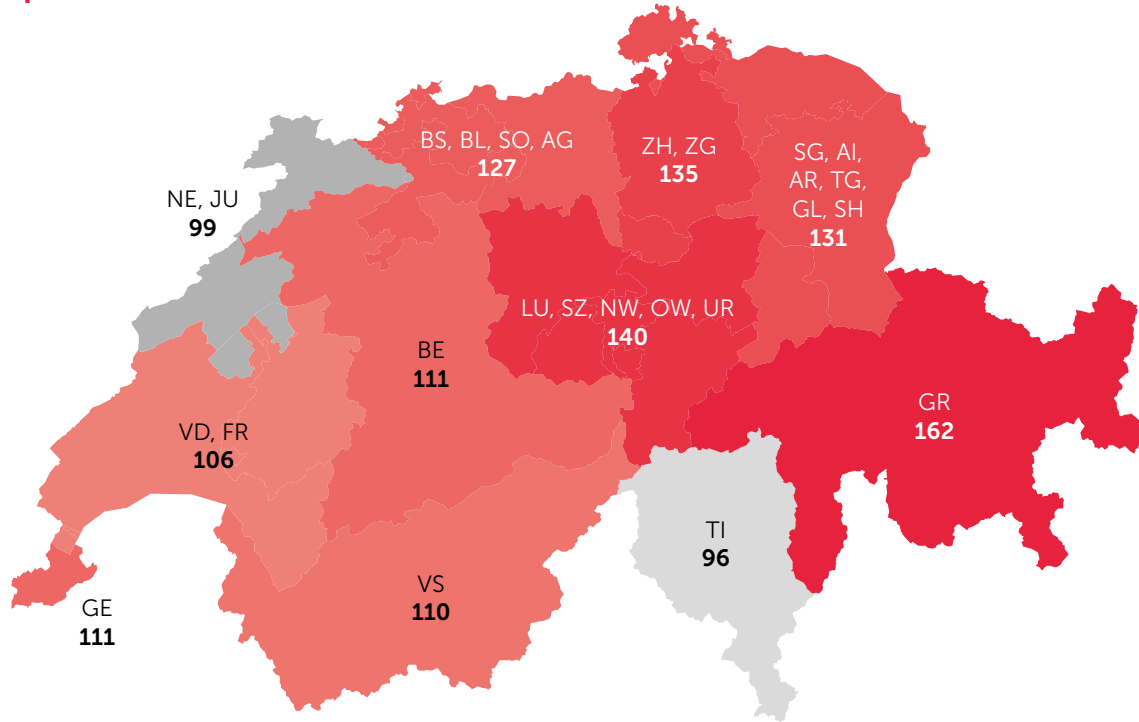 BS, BL, SO, AG
127
ZH, ZG
135
SG, AI,
AR, TG,
GL, SH
131
NE, JU
99
LU, SZ, NW, OW, UR
140
BE
111
GR
162
VD, FR
106
TI
96
VS
110
GE
111